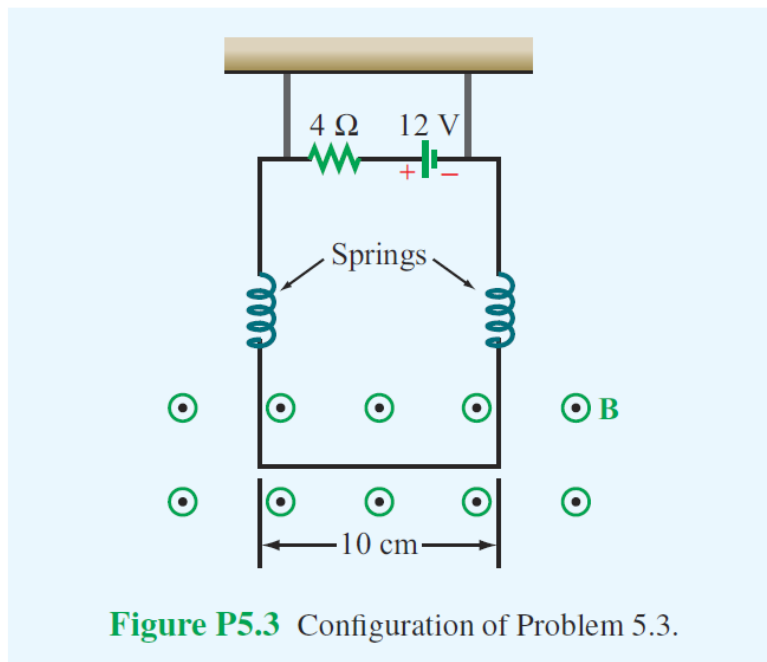 4 Ω 12 V
+ −
Springs
B
10 cm
Figure P5.3 Configuration of Problem 5.3.